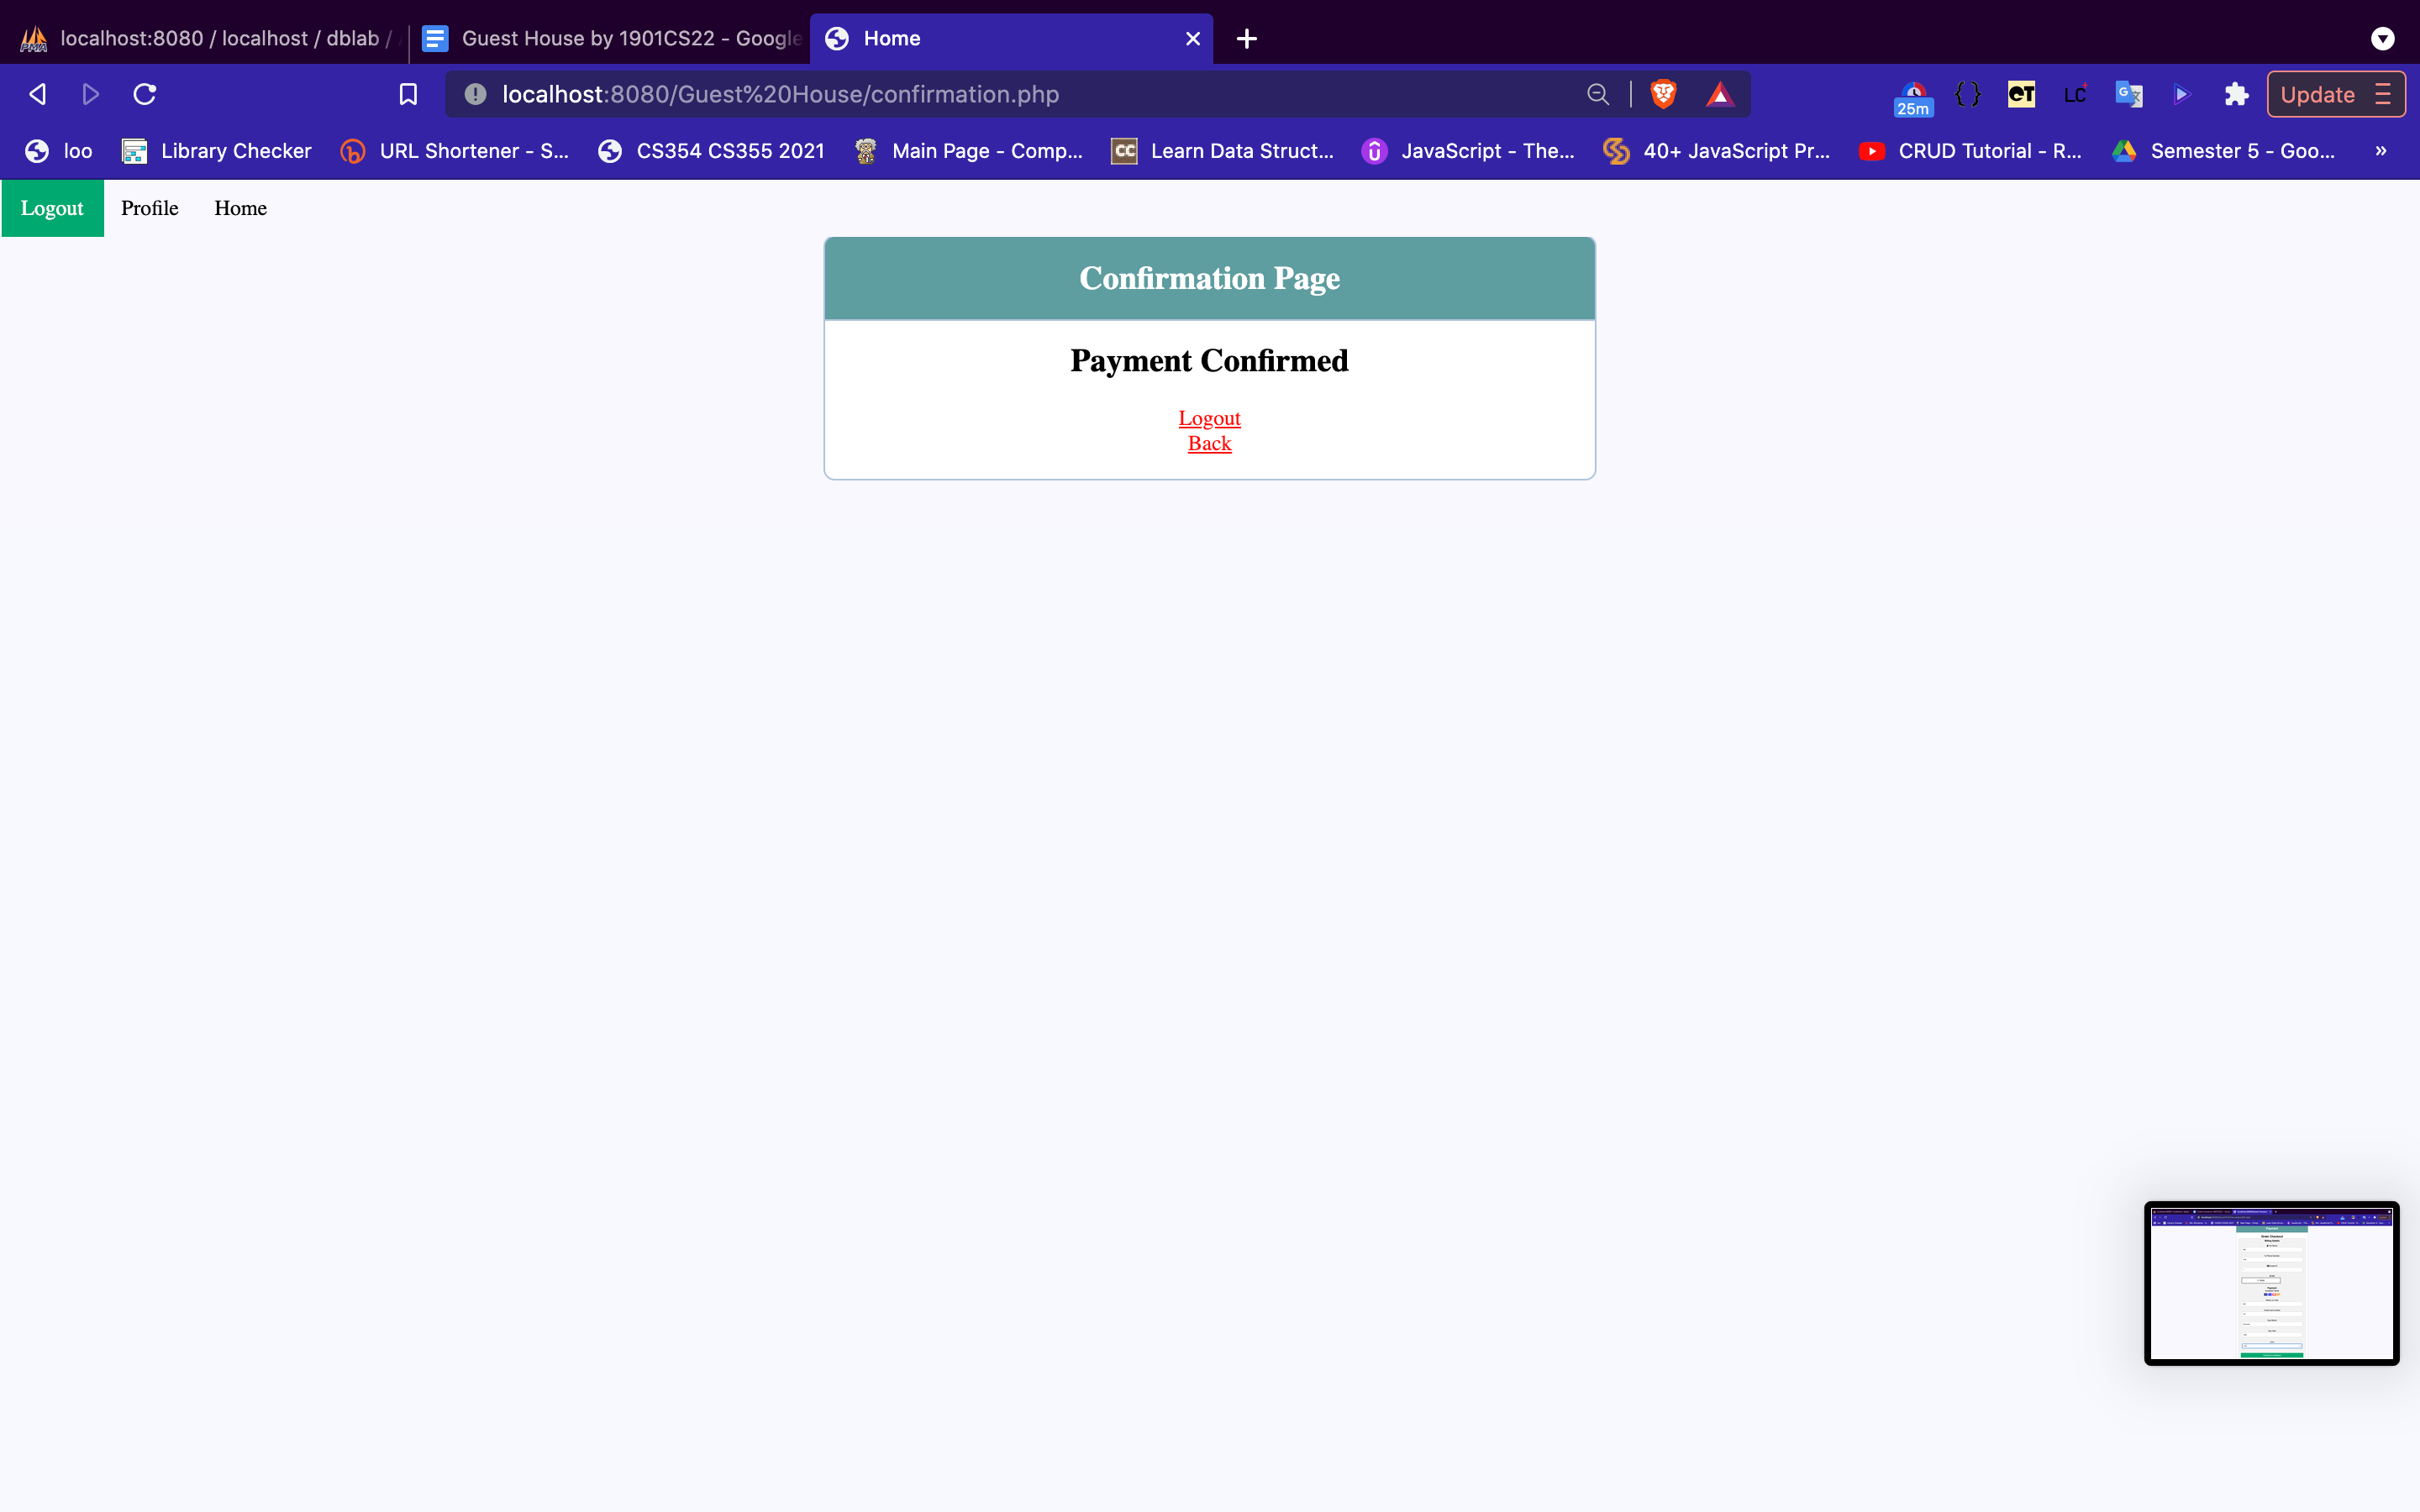 localhost:8080 / localhost / dblab /
Guest House by 1901CS22 - Google
Home
localhost:8080/Guest%20House/confirmation.php
25m
{}
LC
Update
loo
Library Checker
URL Shortener - S...
CS354 CS355 2021
Main Page - Comp...
CC
Learn Data Struct...
JavaScript - The...
40+ JavaScript Pr...
CRUD Tutorial - R...
Semester 5 - Goo...
»
Logout
Profile
Home
Confirmation Page
Payment Confirmed
Logout
Back